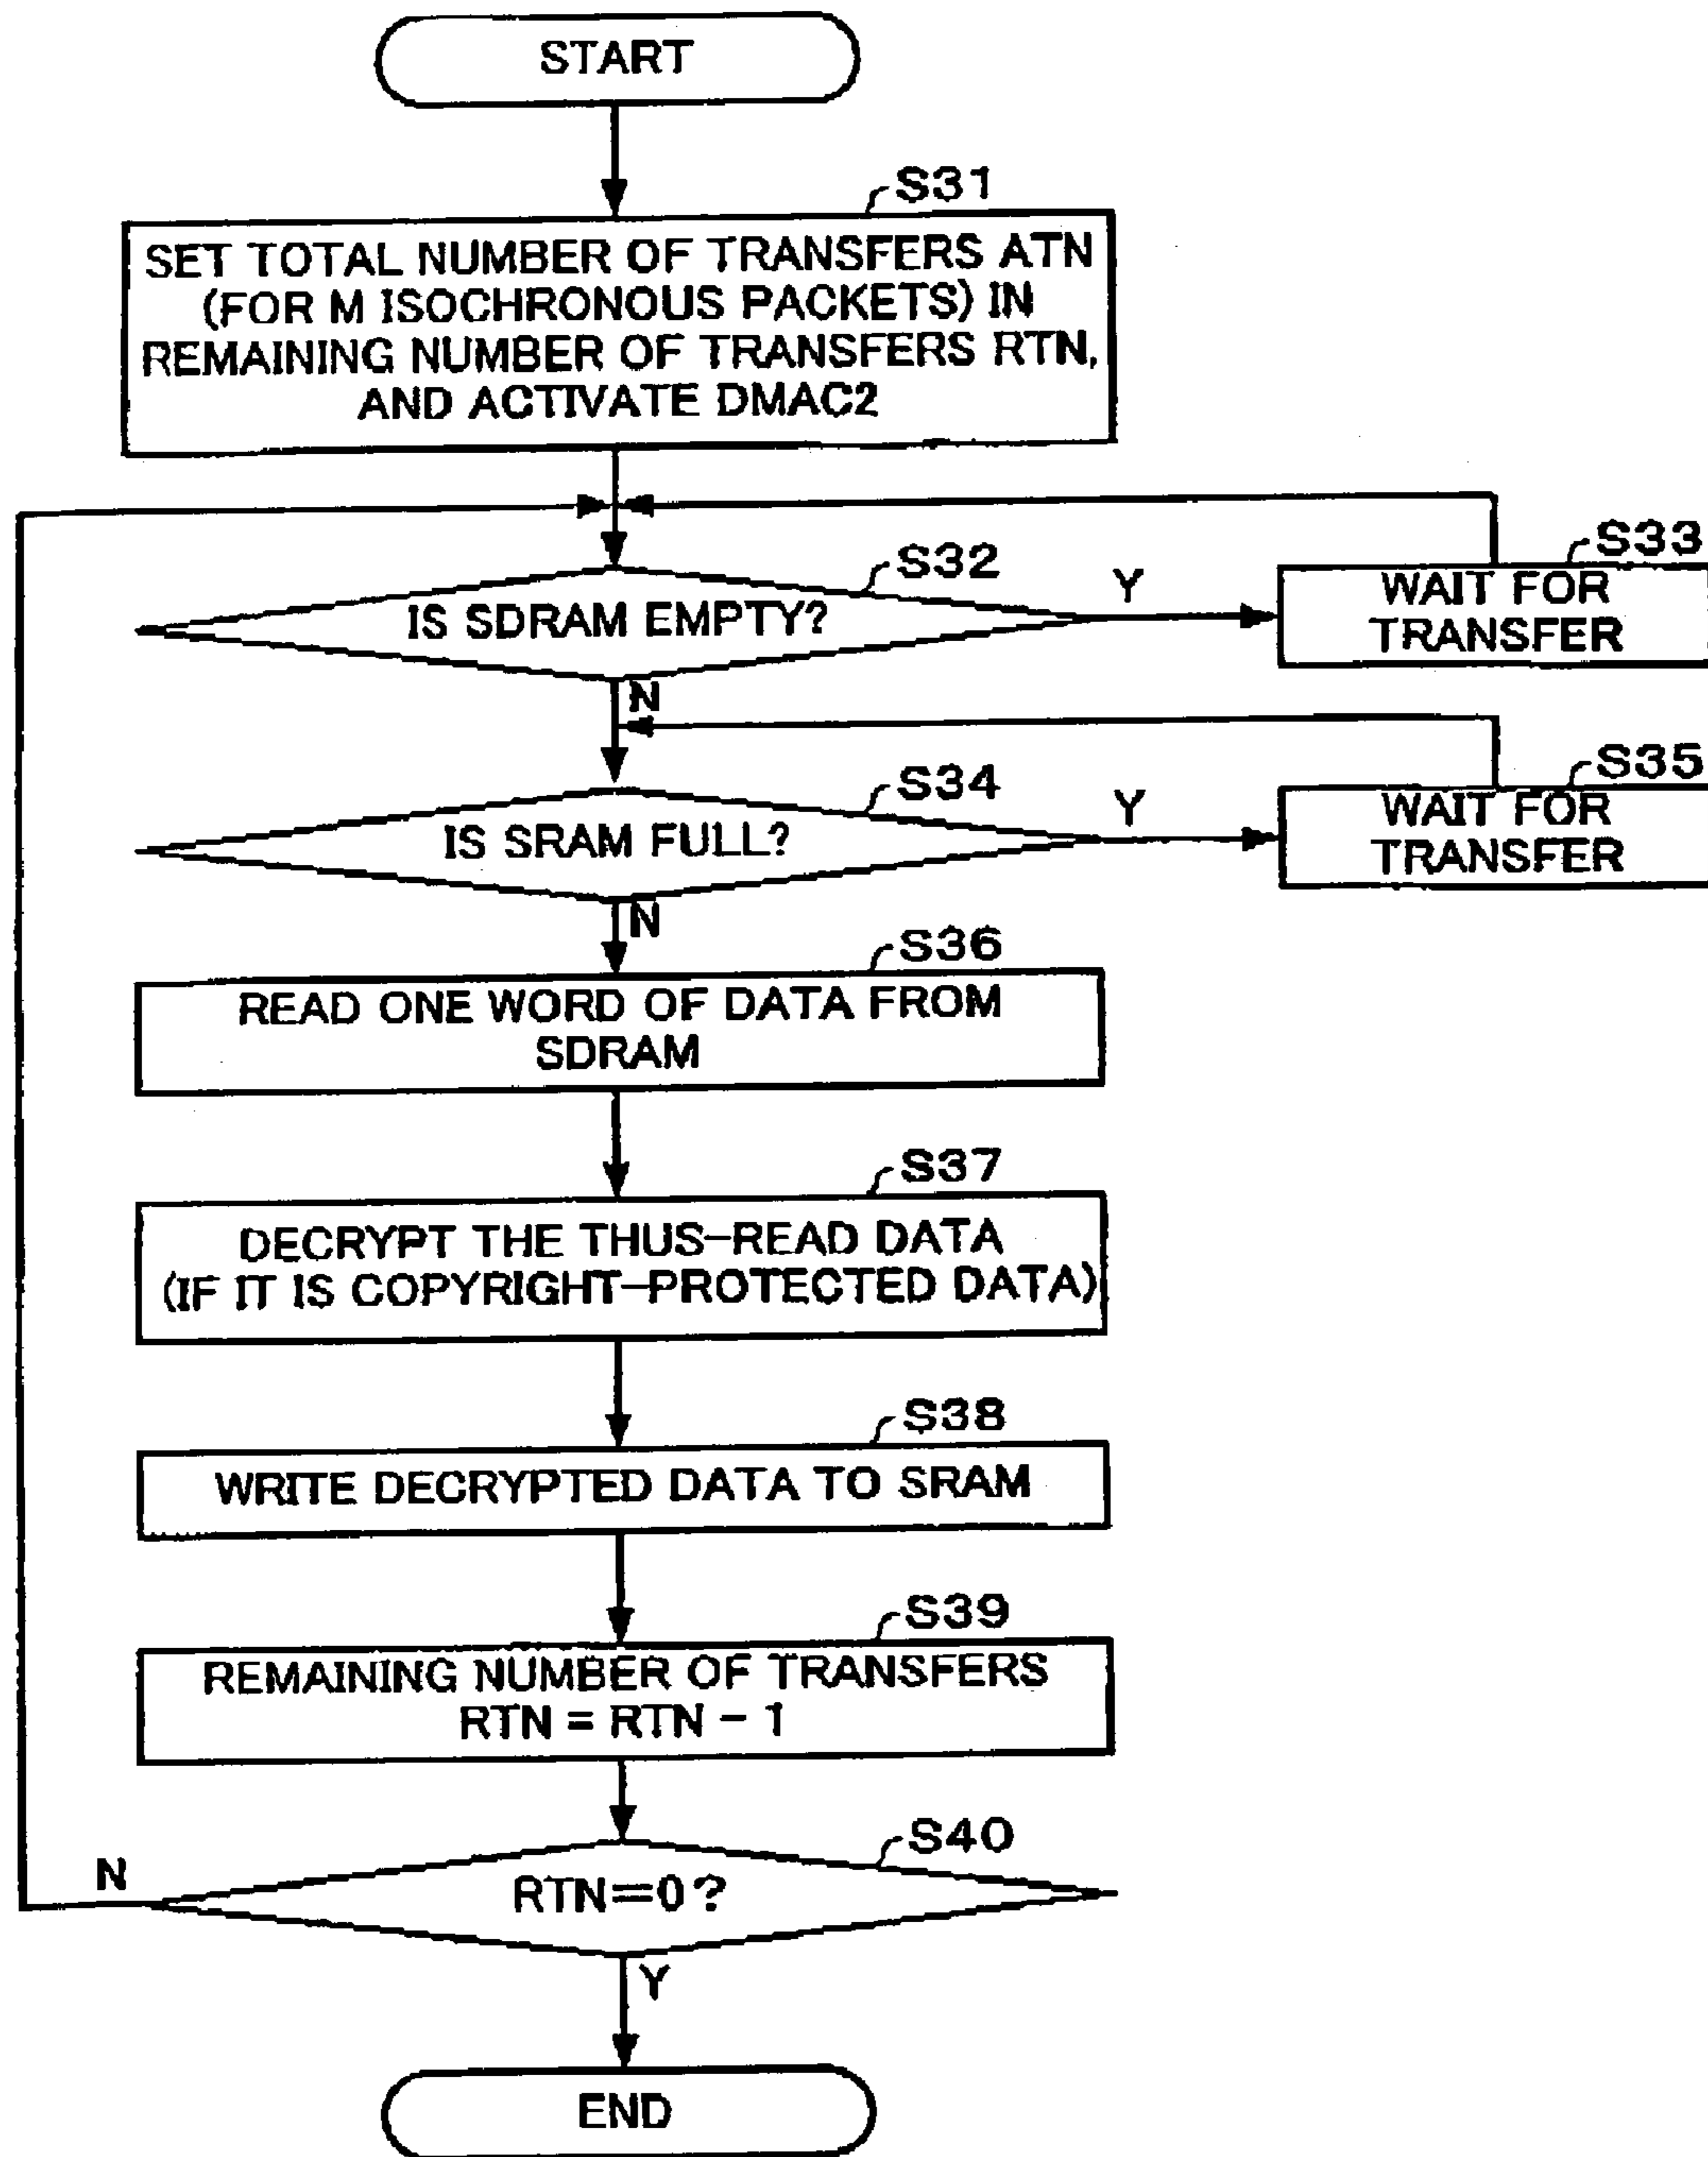 START
S31
SET TOTAL NUMBER OF TRANSFERS ATN
(FOR M ISOCHRONOUS PACKETS) IN
REMAINING NUMBER OF TRANSFERS RTN,
AND ACTIVATE DMAC2
S32
IS SDRAM EMPTY?
Y
S33
WAIT FOR
TRANSFER
N
S34
IS SRAM FULL?
Y
S35
WAIT FOR
TRANSFER
N
S36
READ ONE WORD OF DATA FROM
SDRAM
S37
DECRYPT THE THUS-READ DATA
(IF IT IS COPYRIGHT-PROTECTED DATA)
S38
WRITE DECRYPTED DATA TO SRAM
S39
REMAINING NUMBER OF TRANSFERS
RTN = RTN - 1
S40
N
RTN=0?
Y
END